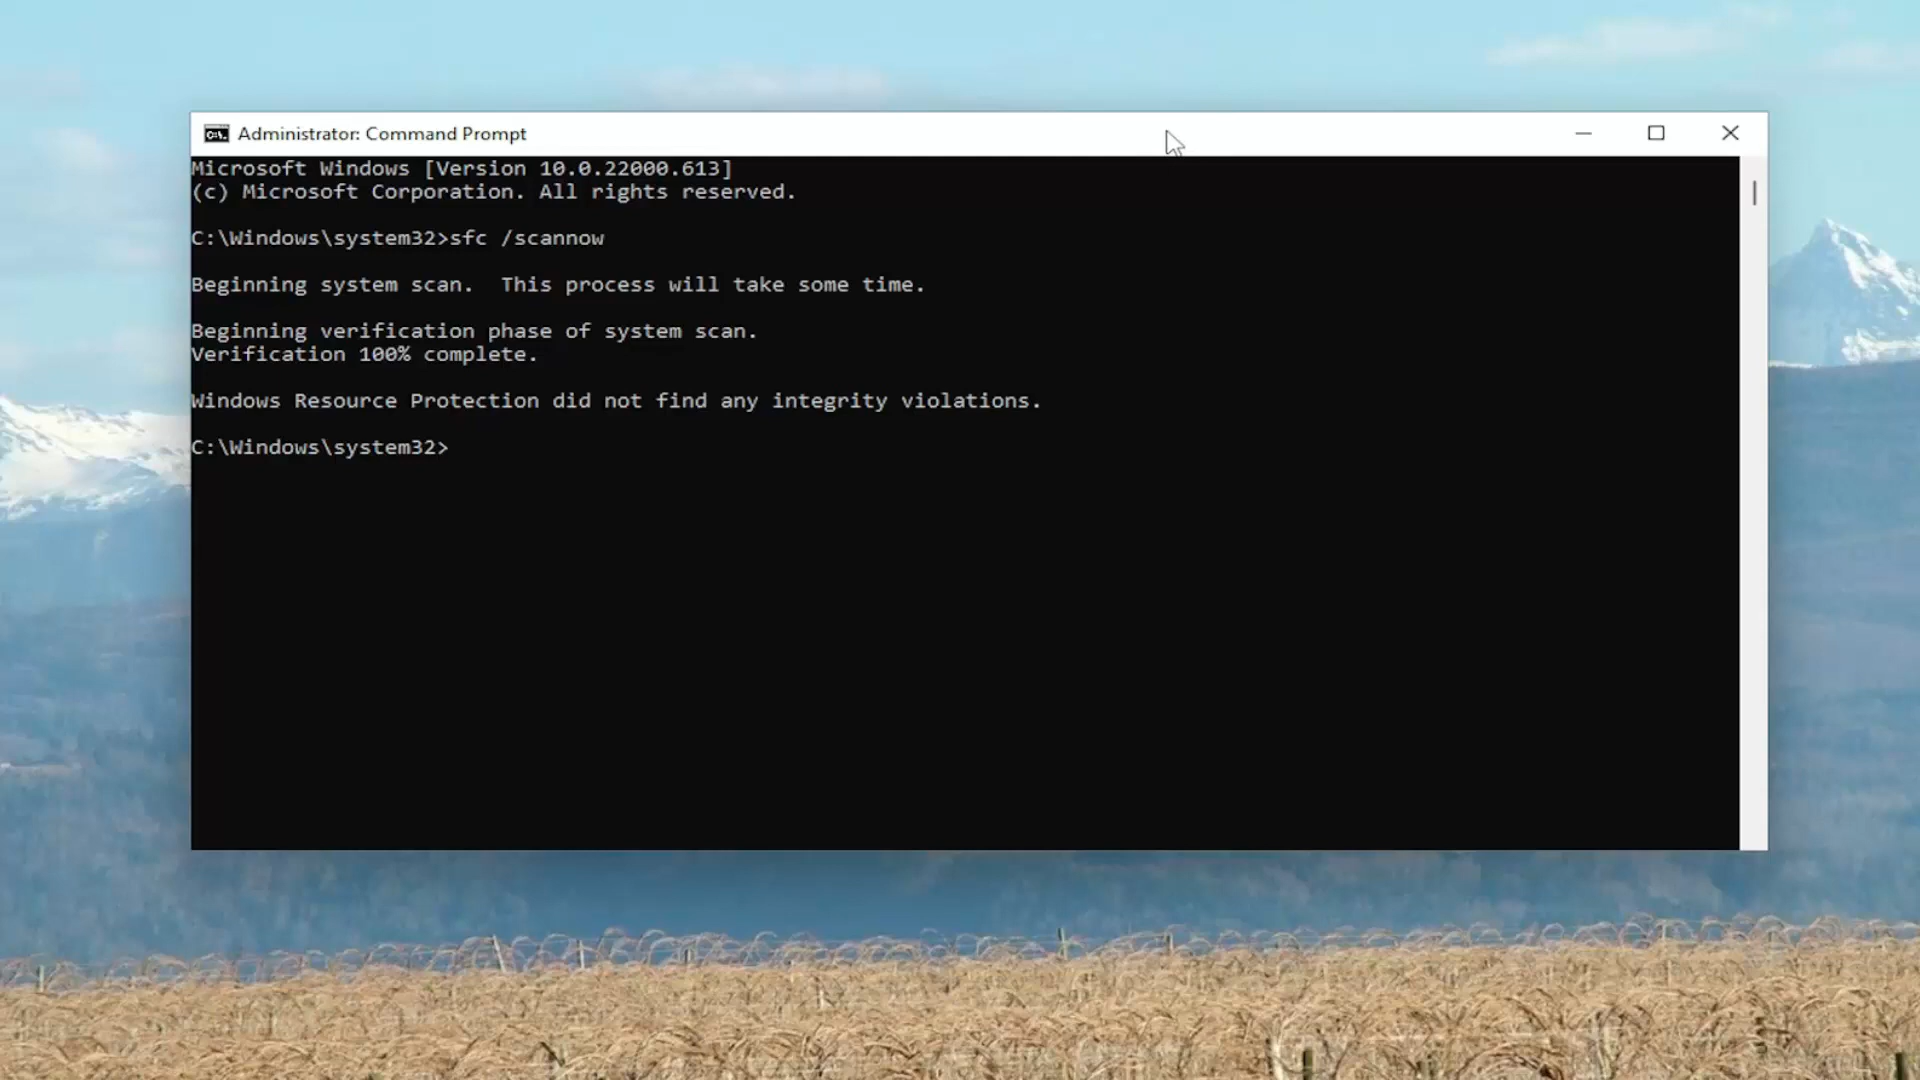 Administrator: Command Prompt
Microsoft Windows [Version 10.0.22000.613]
(c) Microsoft Corporation. All rights reserved.
C:\Windows\system32>sfc /scannow
Beginning system scan.  This process will take some time.
Beginning verification phase of system scan.
Verification 100% complete.
Windows Resource Protection did not find any integrity violations.
C:\Windows\system32>